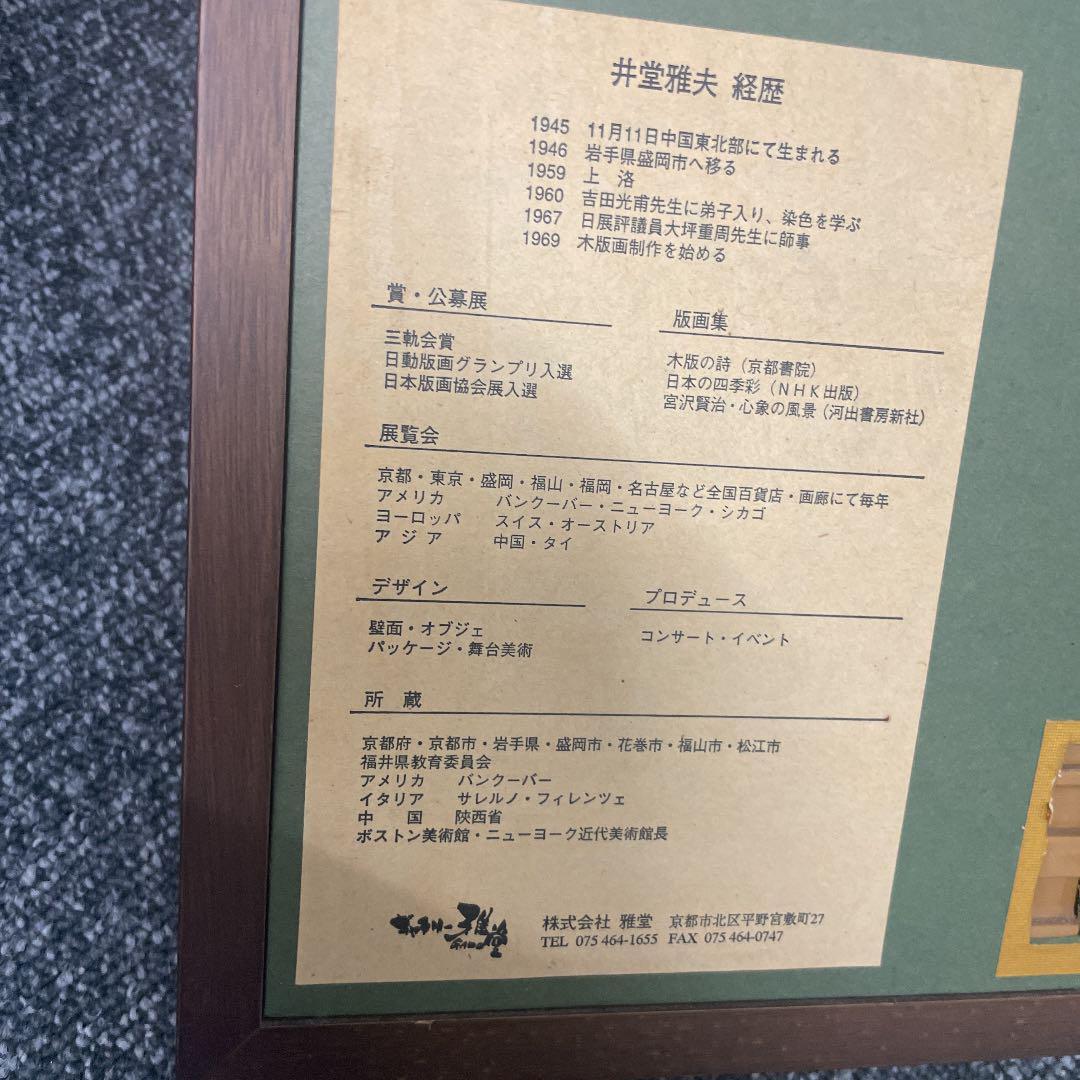 井堂雅夫 経歴
1945 11月11日中国東北部にて生まれる
1946 岩手県盛岡市へ移る
1959 上 洛
1960 吉田光甫先生に弟子入り、染色を学ぶ
1967 日展評議員大坪重周先生に師事
1969 木版画制作を始める
賞・公募展
三軌会賞
日動版画グランプリ入選
日本版画協会展入選
版画集
木版の詩(京都書院)
日本の四季彩(NHK出版)
宮沢賢治・心象の風景(河出書房新社)
展覧会
京都・東京・盛岡・福山・福岡・名古屋など全国百貨店・画廊にて毎年
アメリカ バンクーバー・ニューヨーク・シカゴ
ヨーロッパ スイス・オーストリア
アジア 中国・タイ
デザイン
壁面・オブジェ
パッケージ・舞台美術
プロデュース
コンサート・イベント
所 蔵
京都府・京都市・岩手県・盛岡市・花巻市・福山市・松江市
福井県教育委員会
アメリカ バンクーバー
イタリア サレルノ・フィレンツェ
中 国 陝西省
ボストン美術館・ニューヨーク近代美術館長
ギャラリー雅堂
株式会社 雅堂 京都市北区平野宮敷町27
TEL 075 464-1655 FAX 075 464-0747